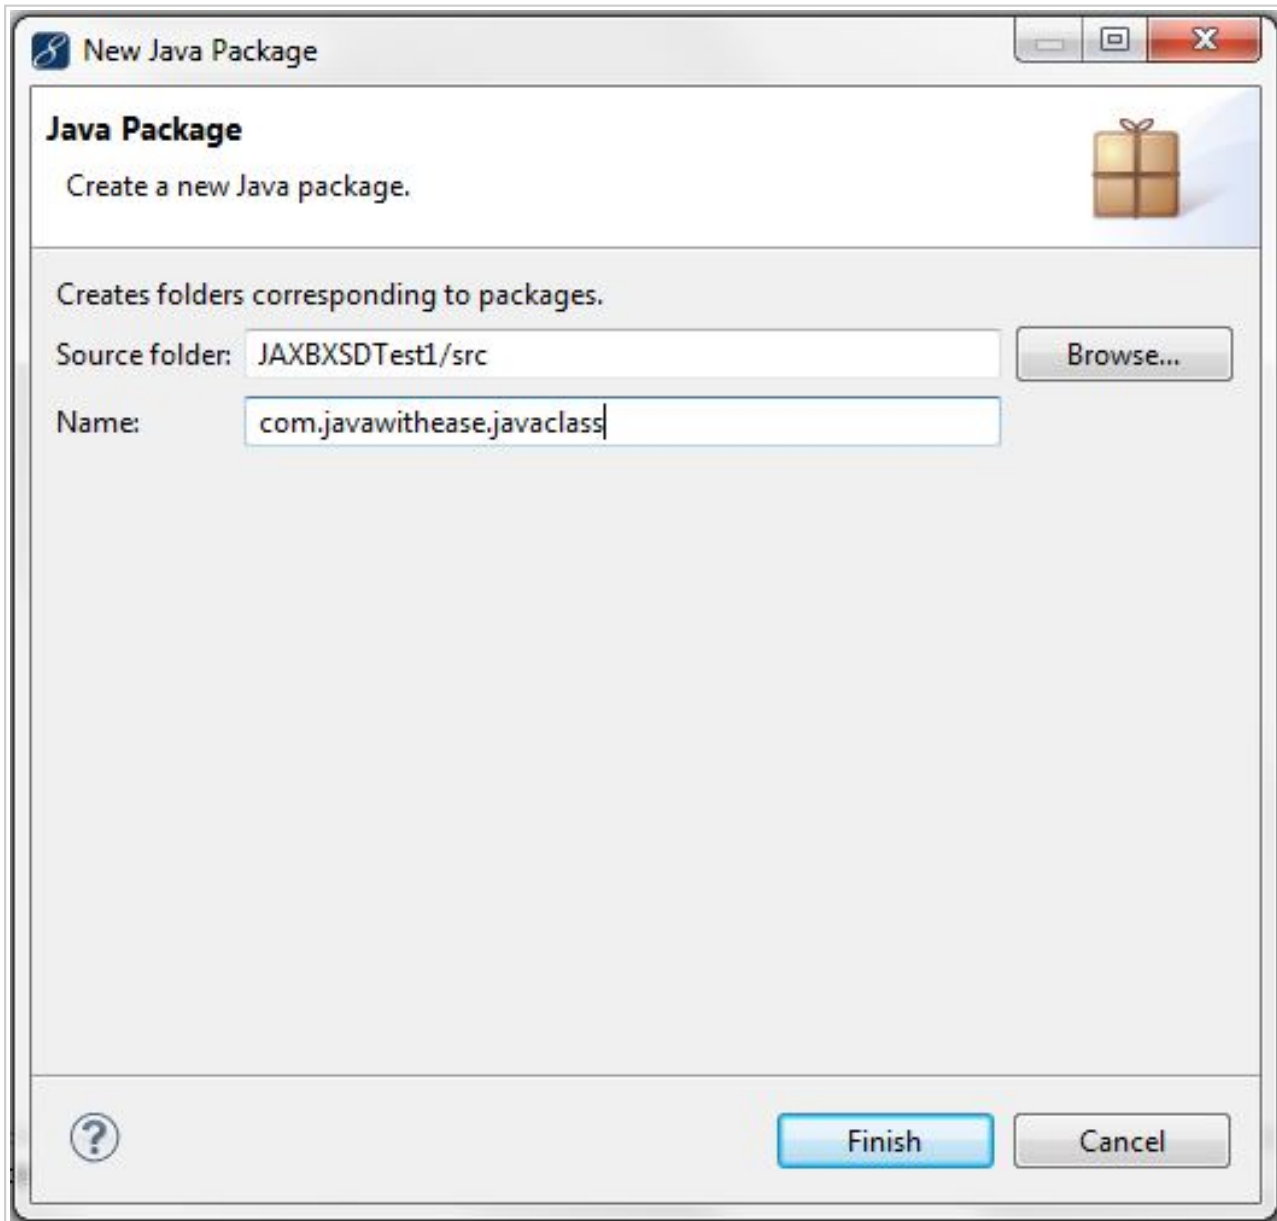 New Java Package
Java Package
Create a new Java package.
Creates folders corresponding to packages.
Source folder: JAXBXSDTest1/src Browse...
Name: com.javawithease.javaclass
Finish Cancel